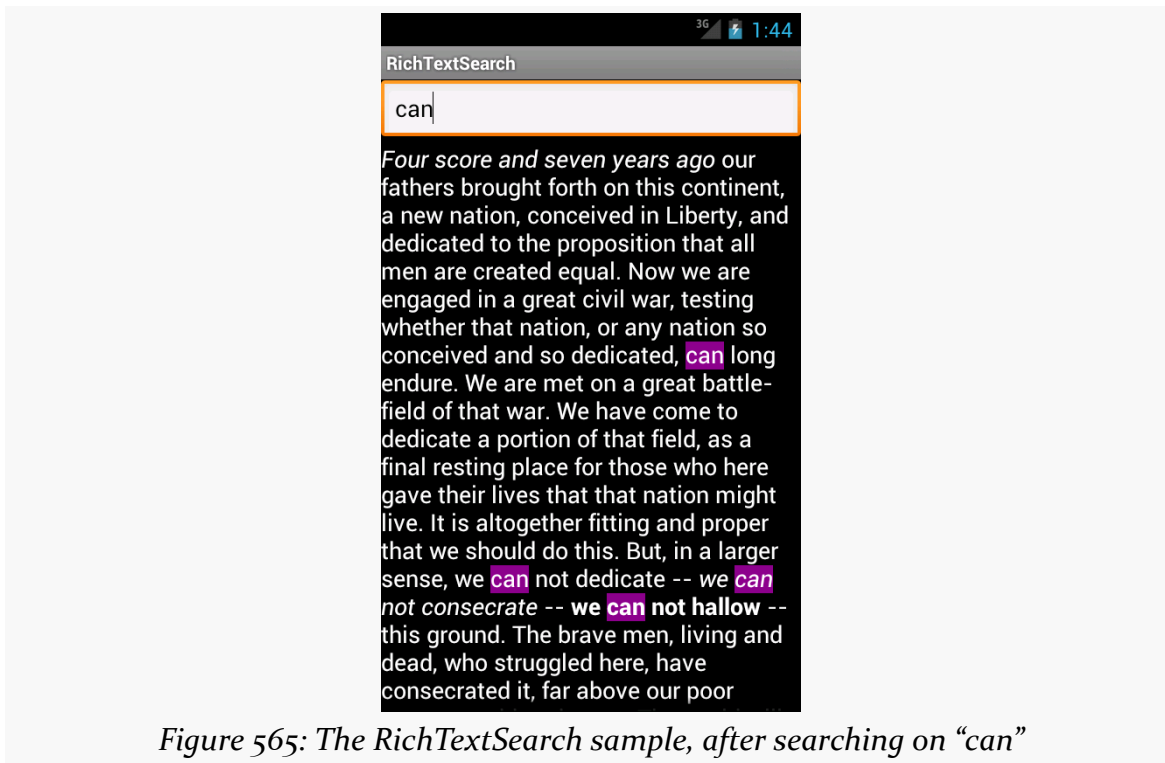 3G 1:44
RichTextSearch
can
Four score and seven years ago our
fathers brought forth on this continent,
a new nation, conceived in Liberty, and
dedicated to the proposition that all
men are created equal. Now we are
engaged in a great civil war, testing
whether that nation, or any nation so
conceived and so dedicated, can long
endure. We are met on a great battle-
field of that war. We have come to
dedicate a portion of that field, as a
final resting place for those who here
gave their lives that that nation might
live. It is altogether fitting and proper
that we should do this. But, in a larger
sense, we can not dedicate -- we can
not consecrate -- we can not hallow --
this ground. The brave men, living and
dead, who struggled here, have
consecrated it, far above our poor
Figure 565: The RichTextSearch sample, after searching on “can”